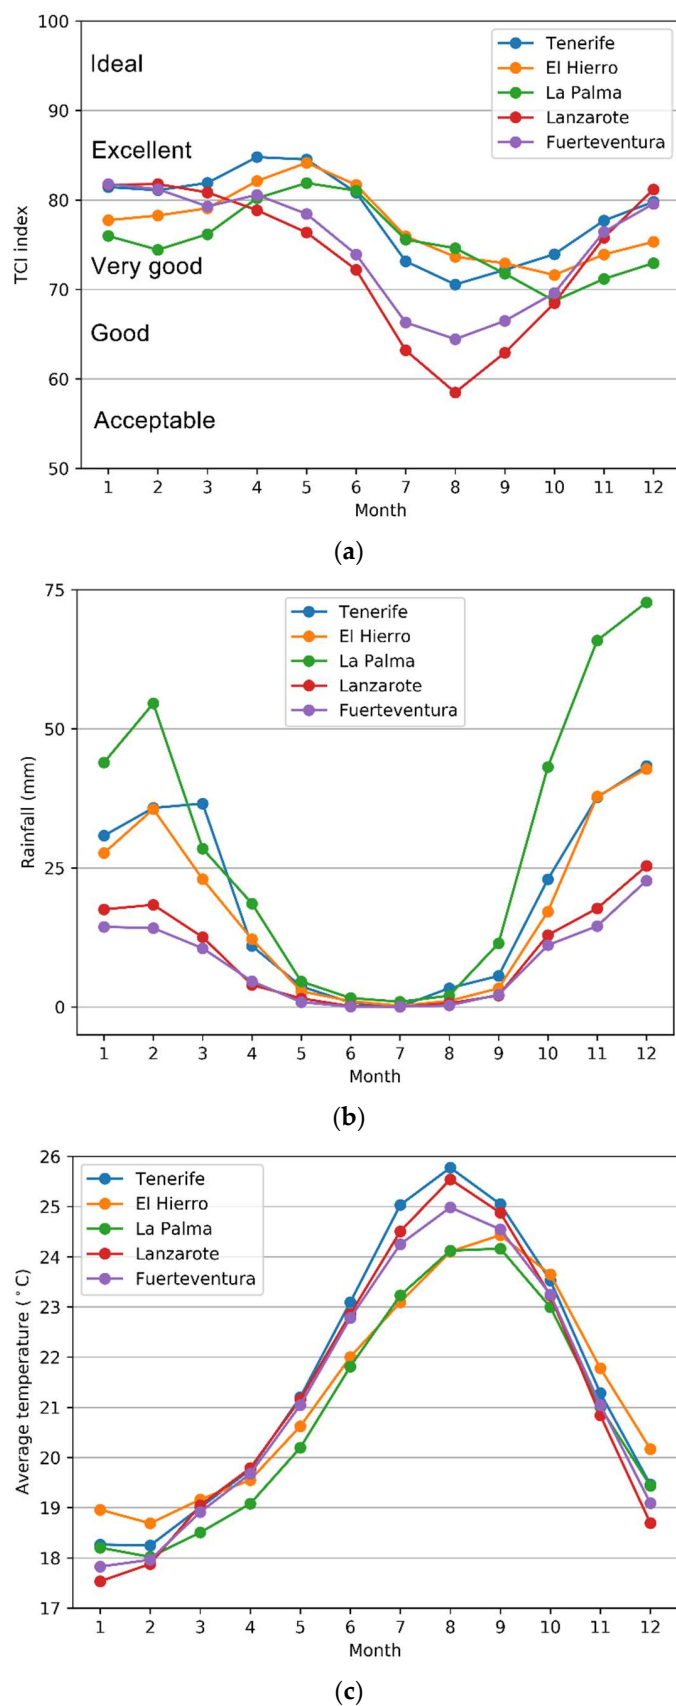 100
90
80
70
60
50
TCI index
Ideal
Excellent
Very good
Good
Acceptable
Tenerife
El Hierro
La Palma
Lanzarote
Fuerteventura
1 2 3 4 5 6 7 8 9 10 11 12
Month
(a)
75
50
25
0
Rainfall (mm)
Tenerife
El Hierro
La Palma
Lanzarote
Fuerteventura
1 2 3 4 5 6 7 8 9 10 11 12
Month
(b)
26
25
24
23
22
21
20
19
18
17
Average temperature (°C)
Tenerife
El Hierro
La Palma
Lanzarote
Fuerteventura
1 2 3 4 5 6 7 8 9 10 11 12
Month
(c)